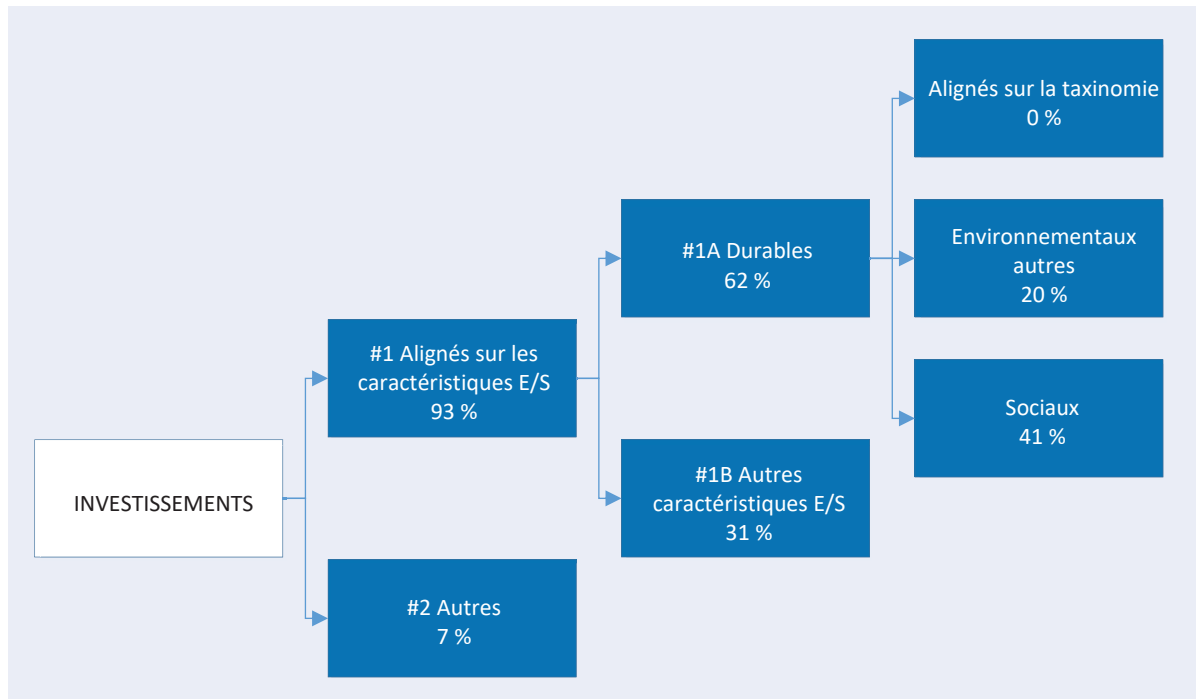 INVESTISSEMENTS
#1 Alignés sur les
caractéristiques E/S
93 %
#2 Autres
7 %
#1A Durables
62 %
#1B Autres
caractéristiques E/S
31 %
Alignés sur la taxinomie
0 %
Environnementaux
autres
20 %
Sociaux
41 %